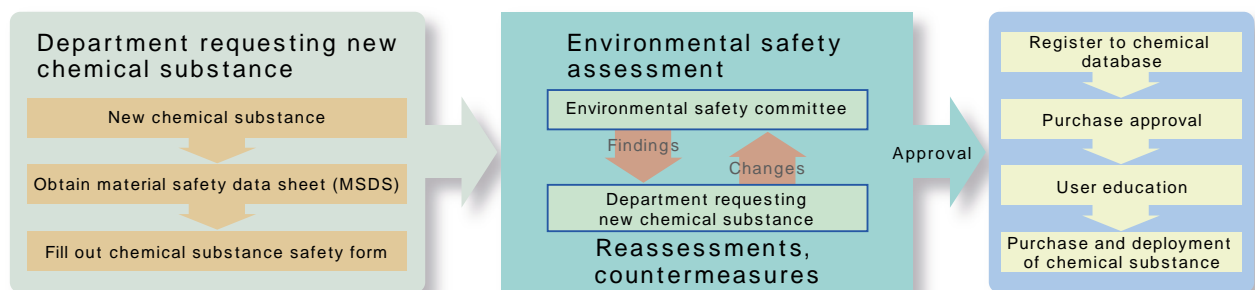 Department requesting new
chemical substance
New chemical substance
Obtain material safety data sheet (MSDS)
Fill out chemical substance safety form
Environmental safety
assessment
Environmental safety committee
Findings
Changes
Department requesting
new chemical substance
Reassessments,
countermeasures
Approval
Register to chemical
database
Purchase approval
User education
Purchase and deployment
of chemical substance